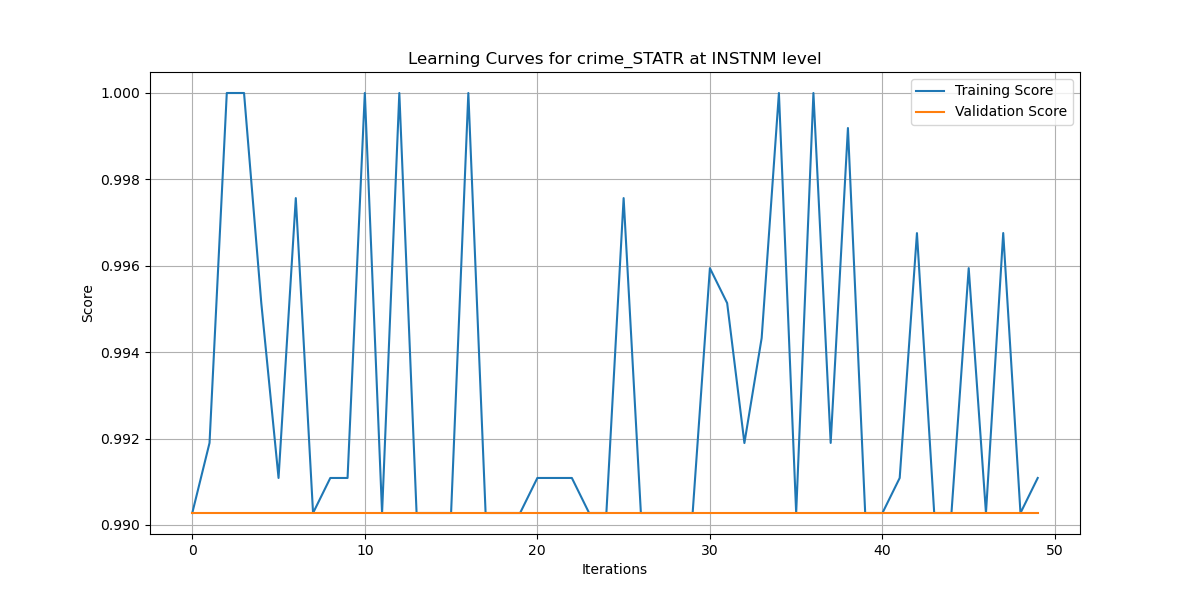 Learning Curves for crime_STATR at INSTNM level
Training Score
Validation Score
1.000
0.998
0.996
0.994
0.992
0.990
Score
0 10 20 30 40 50
Iterations